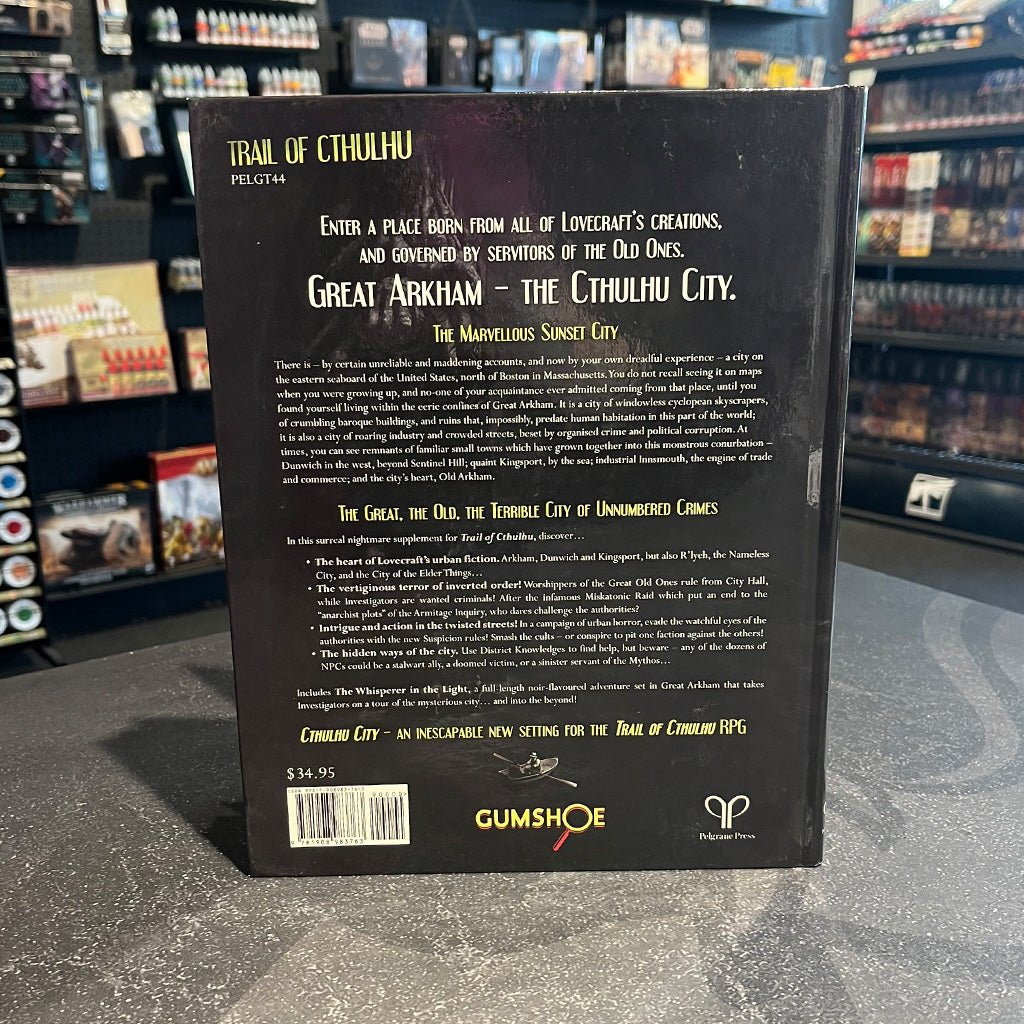 TRAIL OF CTHULHU
PELGT44
ENTER A PLACE BORN FROM ALL OF LOVECRAFT'S CREATIONS,
AND GOVERNED BY SERVITORS OF THE OLD ONES.
GREAT ARKHAM – THE CTHULHU CITY.
THE MARVELLOUS SUNSET CITY
There is – by certain unreliable and maddening accounts, and now by your own dreadful experience – a city on
the eastern seaboard of the United States, north of Boston in Massachusetts. You do not recall seeing it on maps
when you were growing up, and no-one of your acquaintance ever admitted coming from that place, until you
found yourself living within the eerie confines of Great Arkham. It is a city of windowless cyclopean skyscrapers,
of crumbling baroque buildings, and ruins that, impossibly, predate human habitation in this part of the world;
it is also a city of roaring industry and crowded streets, beset by organised crime and political corruption. At
times, you can see remnants of familiar small towns which have grown together into this monstrous conurbation –
Dunwich in the west, beyond Sentinel Hill; quaint Kingsport, by the sea; industrial Innsmouth, the engine of trade
and commerce; and the city's heart, Old Arkham.
THE GREAT, THE OLD, THE TERRIBLE CITY OF UNNUMBERED CRIMES
In this surreal nightmare supplement for Trail of Cthulhu, discover…
• The heart of Lovecraft's urban fiction. Arkham, Dunwich and Kingsport, but also R'lyeh, the Nameless
City, and the City of the Elder Things…
• The vertiginous terror of inverted order! Worshippers of the Great Old Ones rule from City Hall,
while Investigators are wanted criminals! After the infamous Miskatonic Raid which put an end to the
"anarchist plots" of the Armitage Inquiry, who dares challenge the authorities?
• Intrigue and action in the twisted streets! In a campaign of urban horror, evade the watchful eyes of the
authorities with the new Suspicion rules! Smash the cults – or conspire to pit one faction against the others!
• The hidden ways of the city. Use District Knowledges to find help, but beware – any of the dozens of
NPCs could be a stalwart ally, a doomed victim, or a sinister servant of the Mythos…
Includes The Whisperer in the Light, a full-length noir-flavoured adventure set in Great Arkham that takes
Investigators on a tour of the mysterious city… and into the beyond!
CTHULHU CITY – AN INESCAPABLE NEW SETTING FOR THE TRAIL OF CTHULHU RPG
$34.95
ISBN 978-1-908983-76-3
90000
9 781908 983763
GUMSHOE
Pelgrane Press